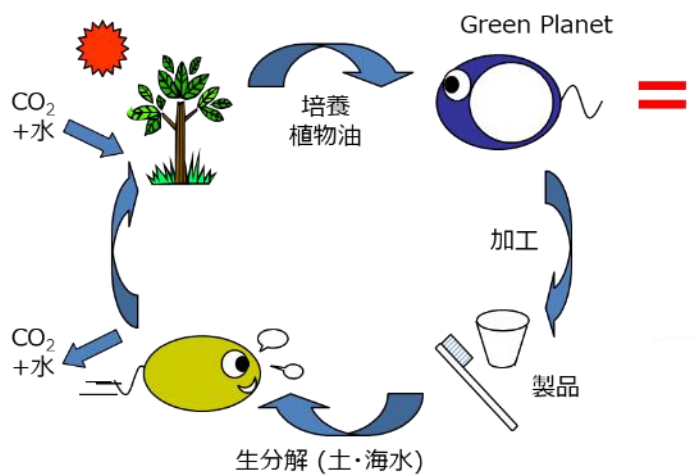 Green Planet
CO₂
+水
培養
植物油
加工
製品
CO₂
+水
生分解 (土・海水)